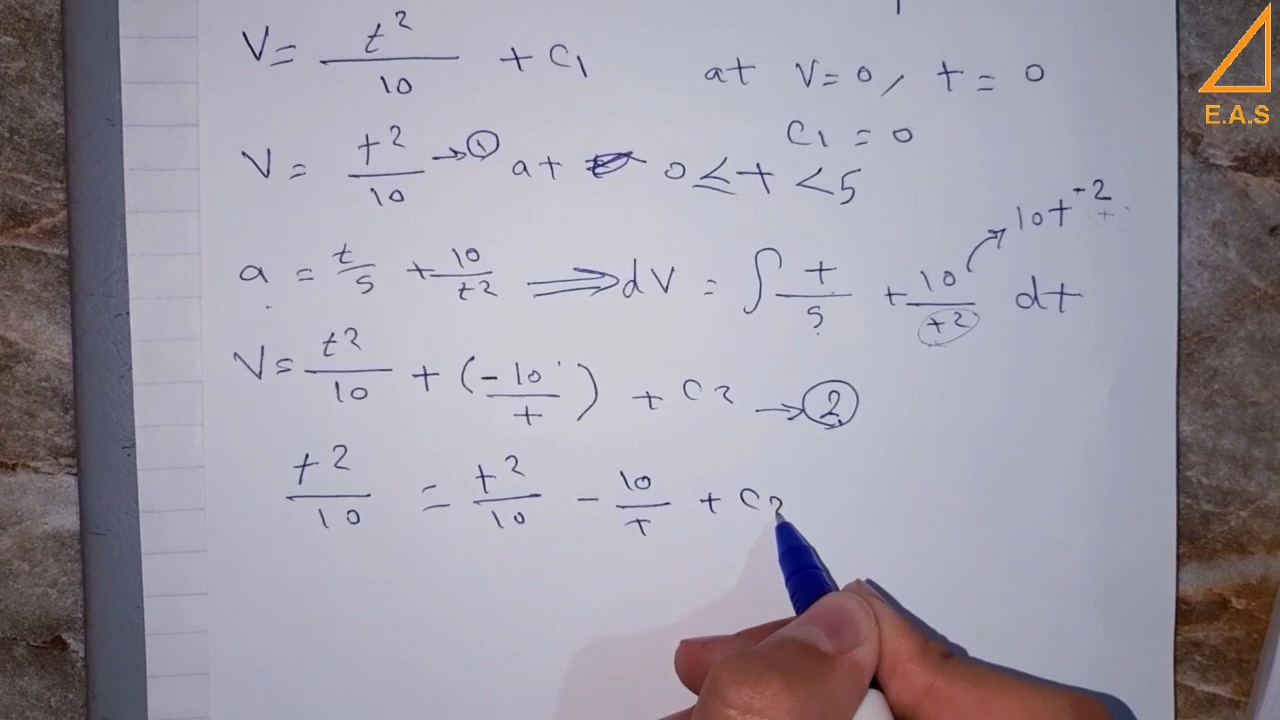 V = t²/10 + C1
at V = 0, t = 0
C1 = 0
V = t²/10 → ① at 0 ≤ t < 5
a = t/5 + 10/t² ⟹ dV = ∫ t/5 + 10/t² dt
10t⁻²
V = t²/10 + (-10/t) + C2 → ②
t²/10 = t²/10 - 10/t + C2
E.A.S